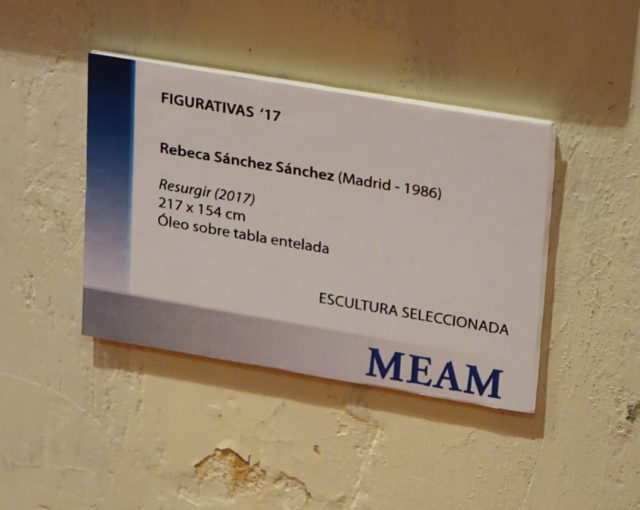 FIGURATIVAS ‘17
Rebeca Sánchez Sánchez (Madrid - 1986)
Resurgir (2017)
217 x 154 cm
Óleo sobre tabla entelada
ESCULTURA SELECCIONADA
MEAM